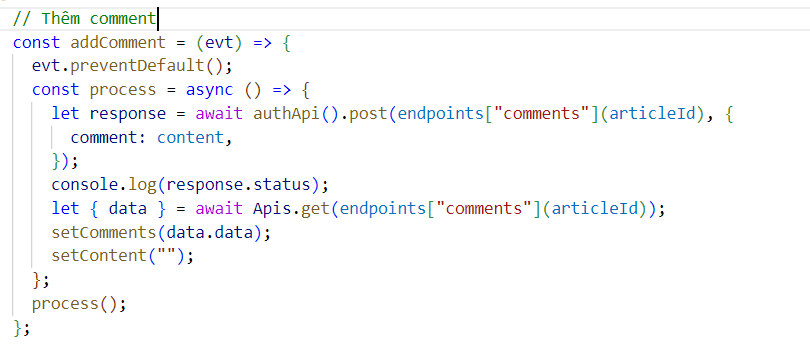 // Thêm comment
const addComment = (evt) => {
  evt.preventDefault();
  const process = async () => {
    let response = await authApi().post(endpoints["comments"](articleId), {
      comment: content,
    });
    console.log(response.status);
    let { data } = await Apis.get(endpoints["comments"](articleId));
    setComments(data.data);
    setContent("");
  };
  process();
};